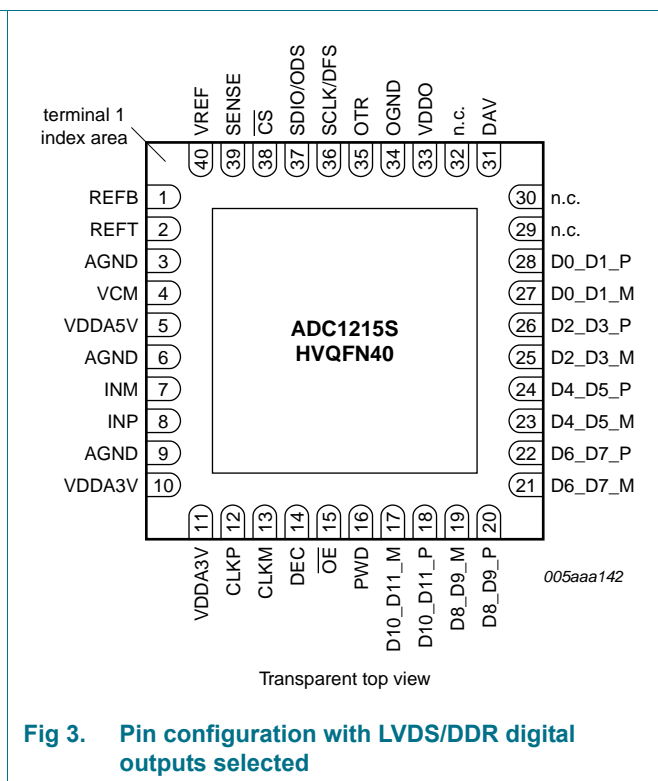 terminal 1
index area
40 VREF
39 SENSE
38 C̅S̅
37 SDIO/ODS
36 SCLK/DFS
35 OTR
34 OGND
33 VDDO
32 n.c.
31 DAV
REFB 1
REFT 2
AGND 3
VCM 4
VDDA5V 5
AGND 6
INM 7
INP 8
AGND 9
VDDA3V 10
ADC1215S
HVQFN40
30 n.c.
29 n.c.
28 D0_D1_P
27 D0_D1_M
26 D2_D3_P
25 D2_D3_M
24 D4_D5_P
23 D4_D5_M
22 D6_D7_P
21 D6_D7_M
VDDA3V 11
CLKP 12
CLKM 13
DEC 14
O̅E̅ 15
PWD 16
D10_D11_M 17
D10_D11_P 18
D8_D9_M 19
D8_D9_P 20
005aaa142
Transparent top view
Fig 3. Pin configuration with LVDS/DDR digital
outputs selected